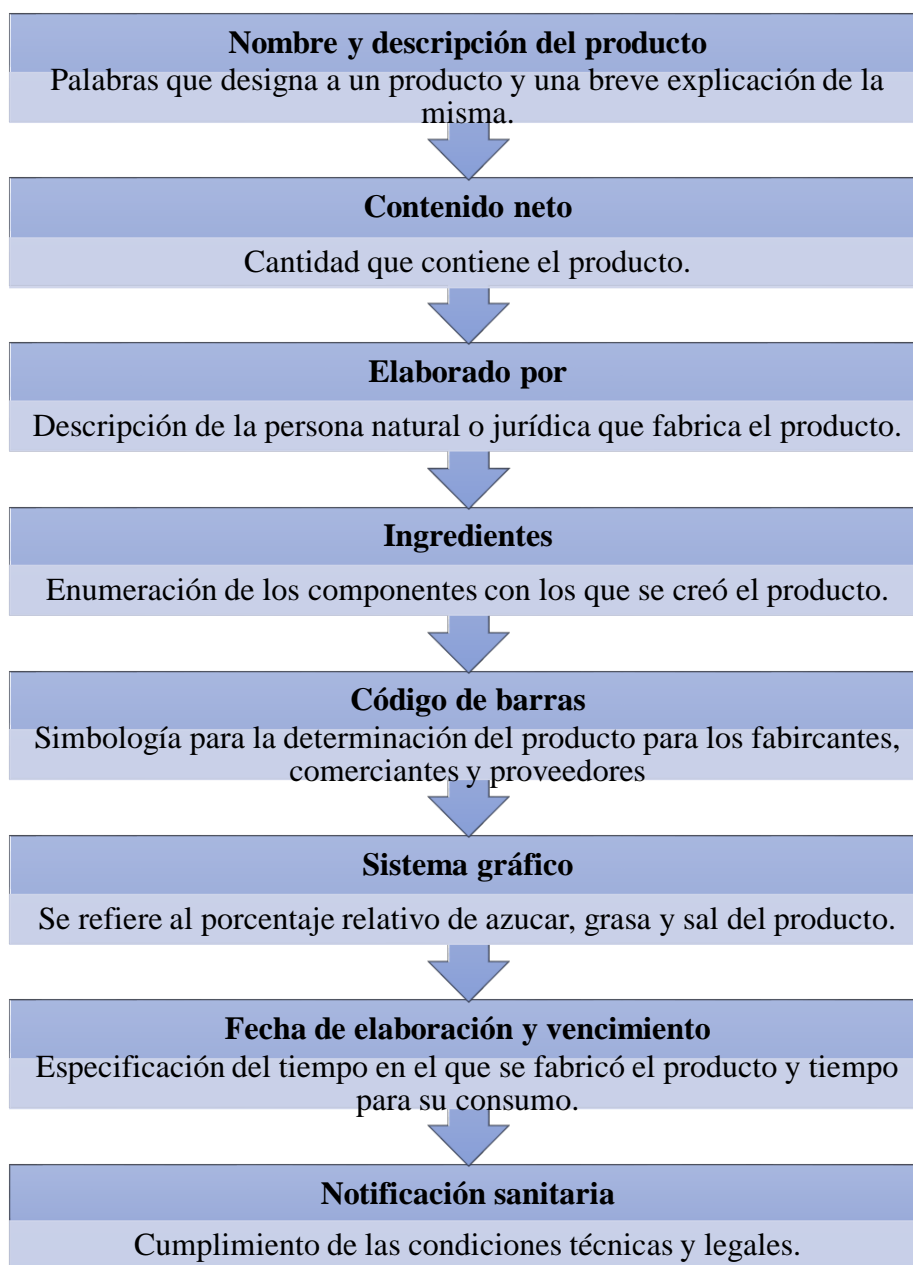 Nombre y descripción del producto
Palabras que designa a un producto y una breve explicación de la
misma.
Contenido neto
Cantidad que contiene el producto.
Elaborado por
Descripción de la persona natural o jurídica que fabrica el producto.
Ingredientes
Enumeración de los componentes con los que se creó el producto.
Código de barras
Simbología para la determinación del producto para los fabircantes,
comerciantes y proveedores
Sistema gráfico
Se refiere al porcentaje relativo de azucar, grasa y sal del producto.
Fecha de elaboración y vencimiento
Especificación del tiempo en el que se fabricó el producto y tiempo
para su consumo.
Notificación sanitaria
Cumplimiento de las condiciones técnicas y legales.